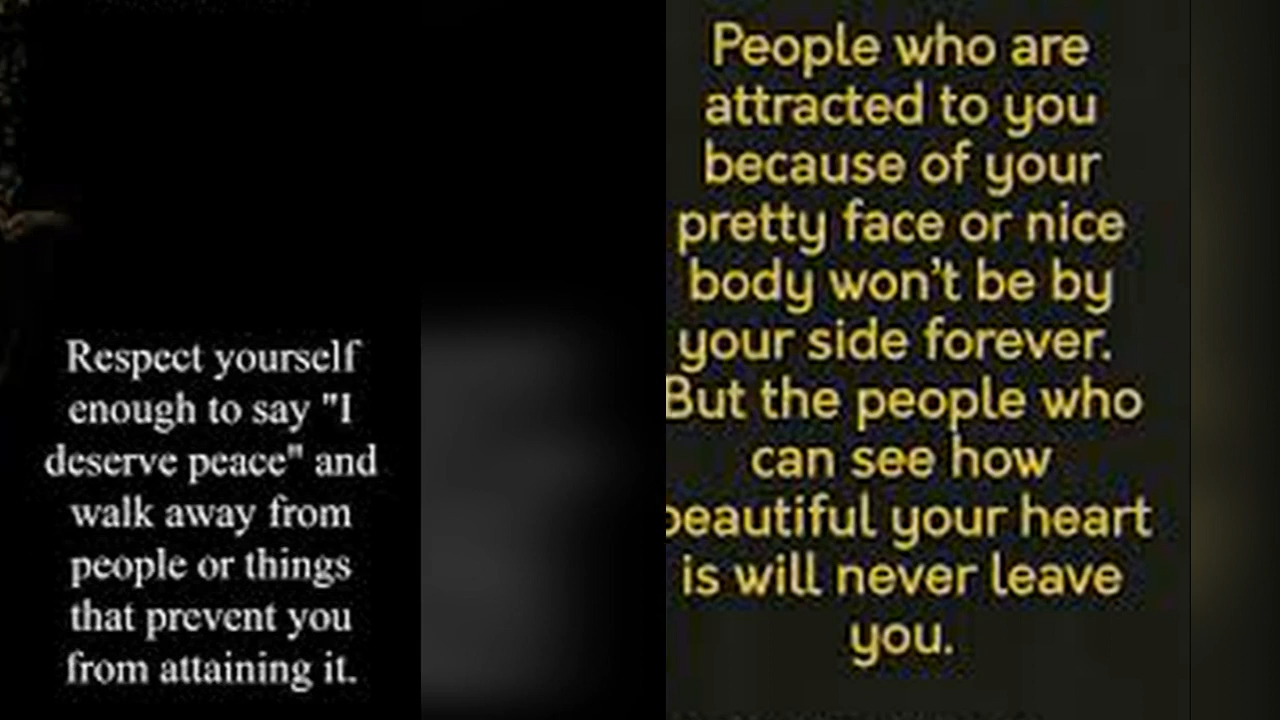 Respect yourself
enough to say "I
deserve peace" and
walk away from
people or things
that prevent you
from attaining it.
People who are
attracted to you
because of your
pretty face or nice
body won't be by
your side forever.
But the people who
can see how
beautiful your heart
is will never leave
you.